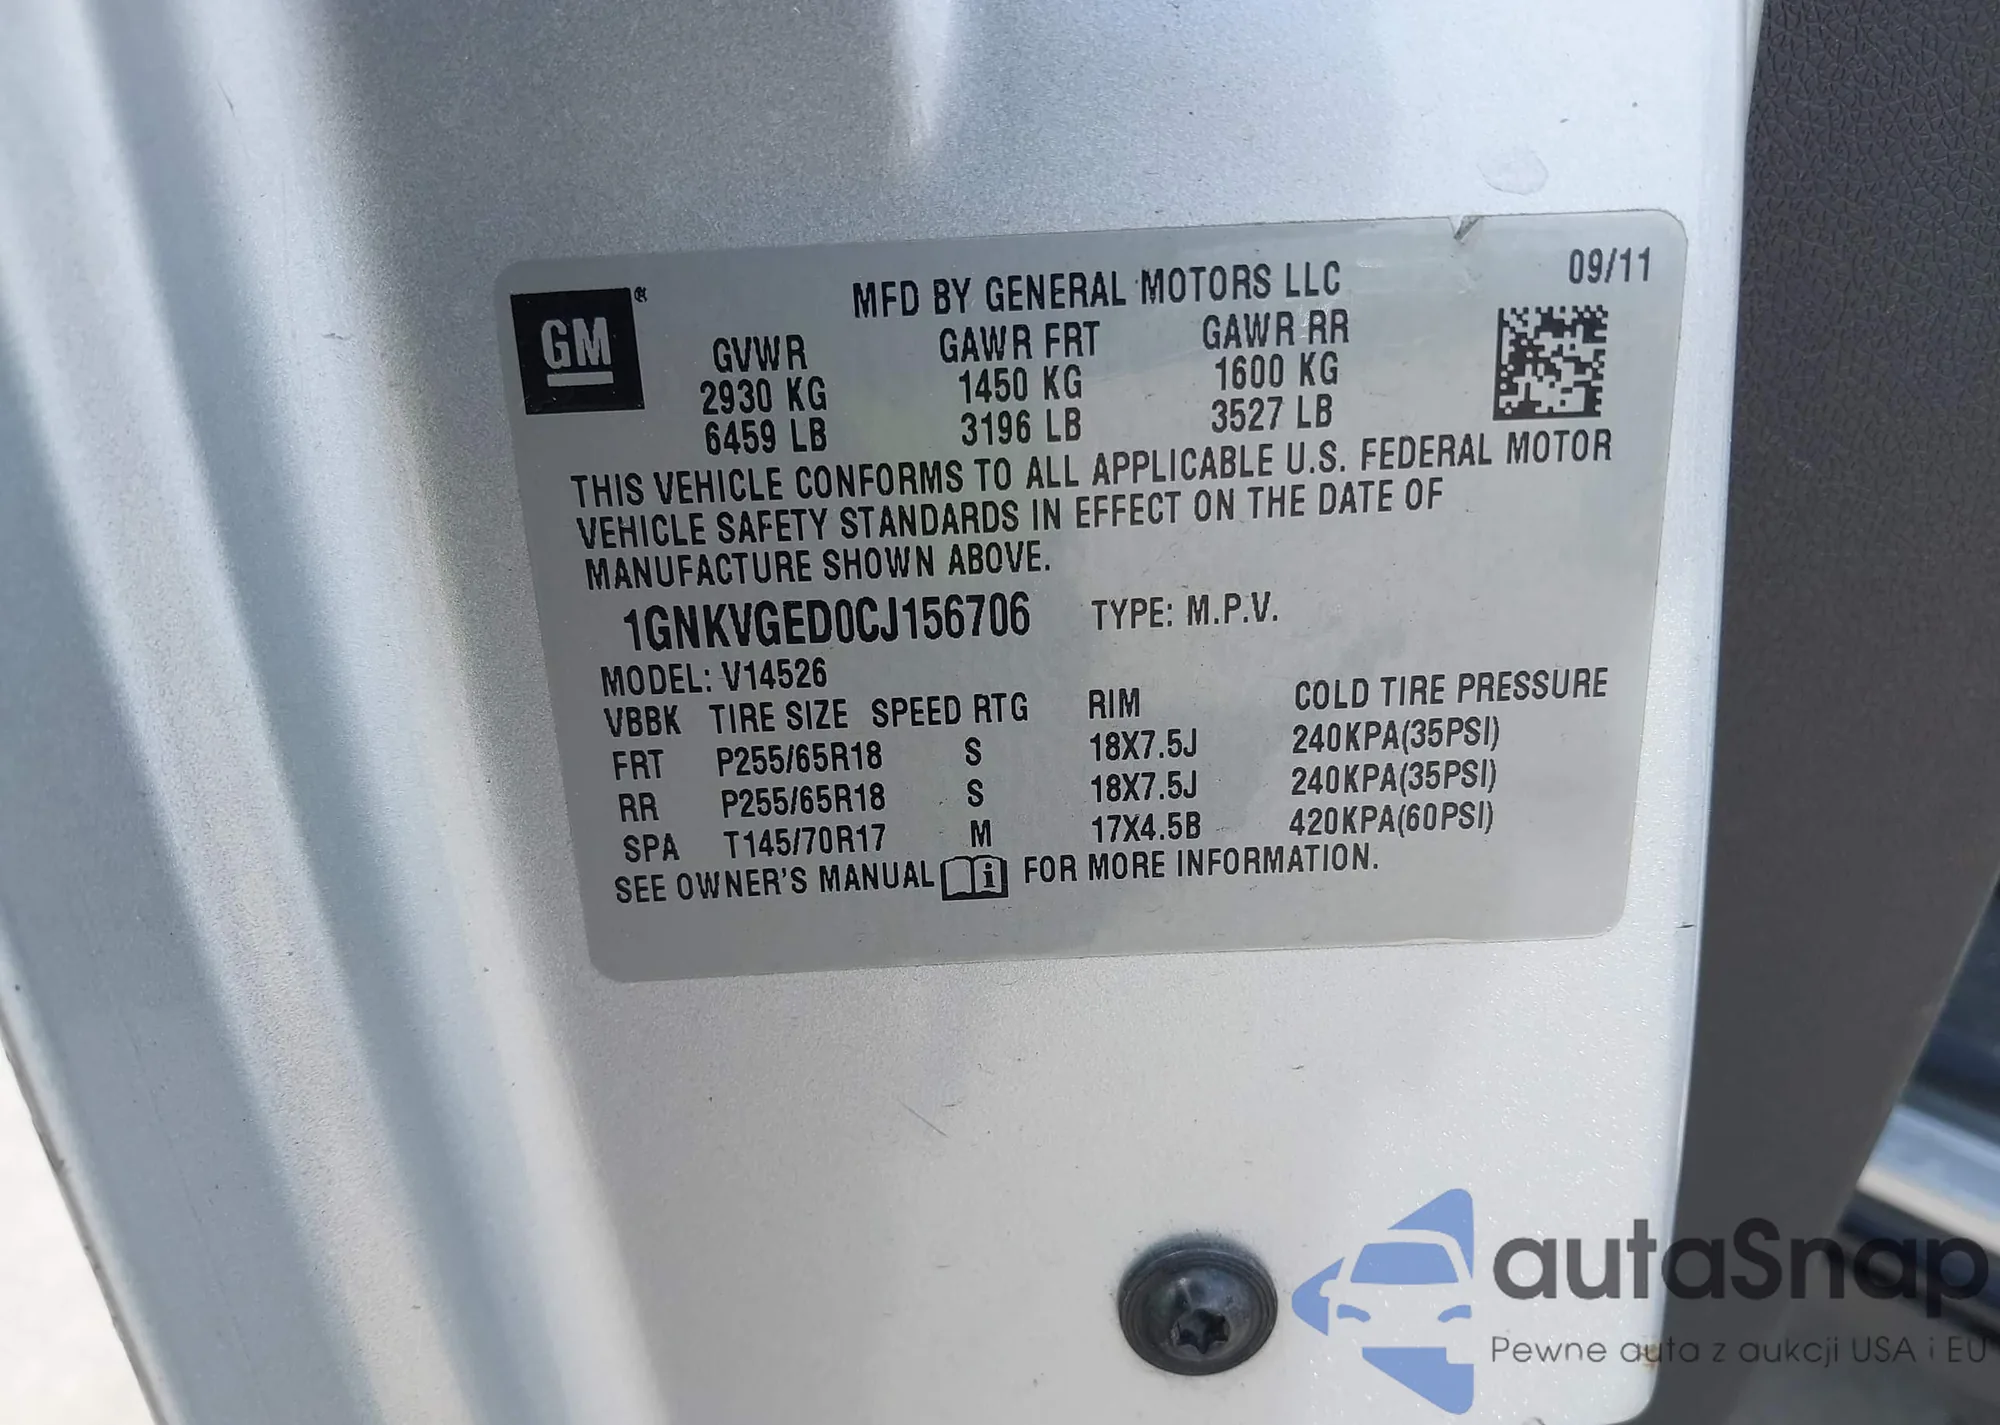 GM
MFD BY GENERAL MOTORS LLC 09/11
GVWR GAWR FRT GAWR RR
2930 KG 1450 KG 1600 KG
6459 LB 3196 LB 3527 LB
THIS VEHICLE CONFORMS TO ALL APPLICABLE U.S. FEDERAL MOTOR
VEHICLE SAFETY STANDARDS IN EFFECT ON THE DATE OF
MANUFACTURE SHOWN ABOVE.
1GNKVGED0CJ156706 TYPE: M.P.V.
MODEL: V14526
VBBK TIRE SIZE SPEED RTG RIM COLD TIRE PRESSURE
FRT P255/65R18 S 18X7.5J 240KPA(35PSI)
RR P255/65R18 S 18X7.5J 240KPA(35PSI)
SPA T145/70R17 M 17X4.5B 420KPA(60PSI)
SEE OWNER'S MANUAL i FOR MORE INFORMATION.
autaSnap
Pewne auta z aukcji USA i EU